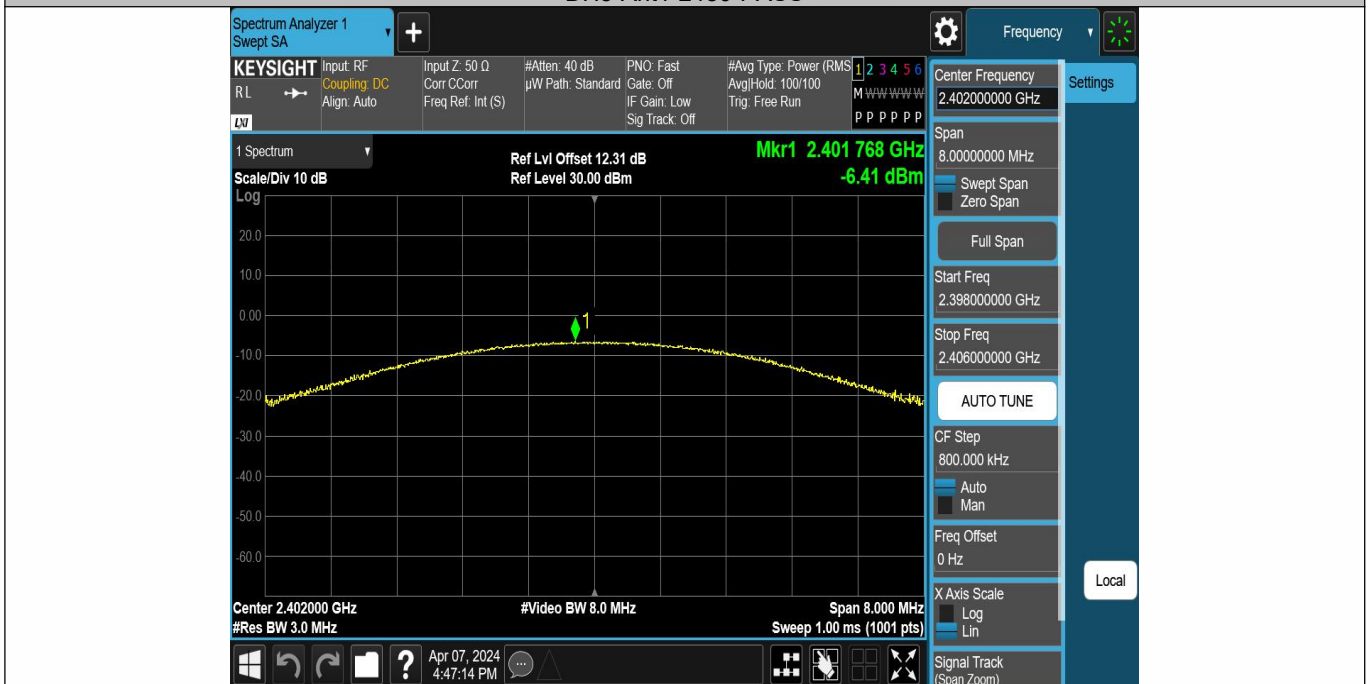 Spectrum Analyzer 1
Swept SA
Frequency
KEYSIGHT
RL
LXI
Input: RF
Coupling: DC
Align: Auto
Input Z: 50 Ω
Corr CCorr
Freq Ref: Int (S)
#Atten: 40 dB
µW Path: Standard
PNO: Fast
Gate: Off
IF Gain: Low
Sig Track: Off
#Avg Type: Power (RMS
Avg|Hold: 100/100
Trig: Free Run
1 2 3 4 5 6
M W W W W W
P P P P P P
1 Spectrum
Scale/Div 10 dB
Ref Lvl Offset 12.31 dB
Ref Level 30.00 dBm
Mkr1 2.401 768 GHz
-6.41 dBm
Log
20.0
10.0
0.00
-10.0
-20.0
-30.0
-40.0
-50.0
-60.0
1
Center 2.402000 GHz
#Video BW 8.0 MHz
Span 8.000 MHz
#Res BW 3.0 MHz
Sweep 1.00 ms (1001 pts)
Apr 07, 2024
4:47:14 PM
Center Frequency
2.402000000 GHz
Settings
Span
8.00000000 MHz
Swept Span
Zero Span
Full Span
Start Freq
2.398000000 GHz
Stop Freq
2.406000000 GHz
AUTO TUNE
CF Step
800.000 kHz
Auto
Man
Freq Offset
0 Hz
X Axis Scale
Log
Lin
Local
Signal Track
(Span Zoom)